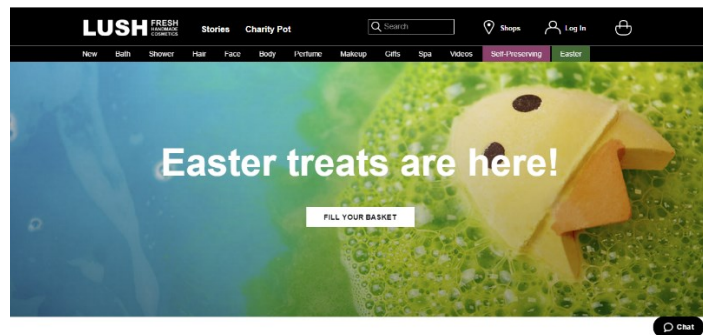 LUSH FRESH HANDMADE COSMETICS
Stories Charity Pot
Search
Shops
Log In
New Bath Shower Hair Face Body Perfume Makeup Gifts Spa Videos Self-Preserving Easter
Easter treats are here!
FILL YOUR BASKET
Chat